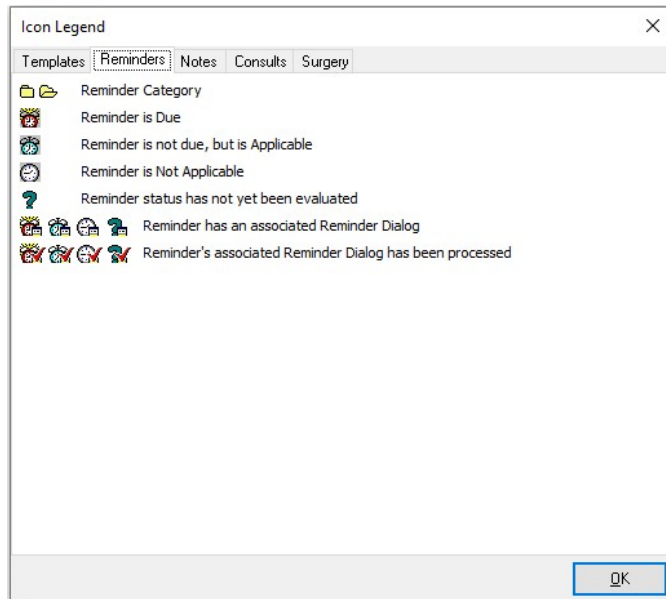 Icon Legend
Templates Reminders Notes Consults Surgery
Reminder Category
Reminder is Due
Reminder is not due, but is Applicable
Reminder is Not Applicable
Reminder status has not yet been evaluated
Reminder has an associated Reminder Dialog
Reminder's associated Reminder Dialog has been processed
OK